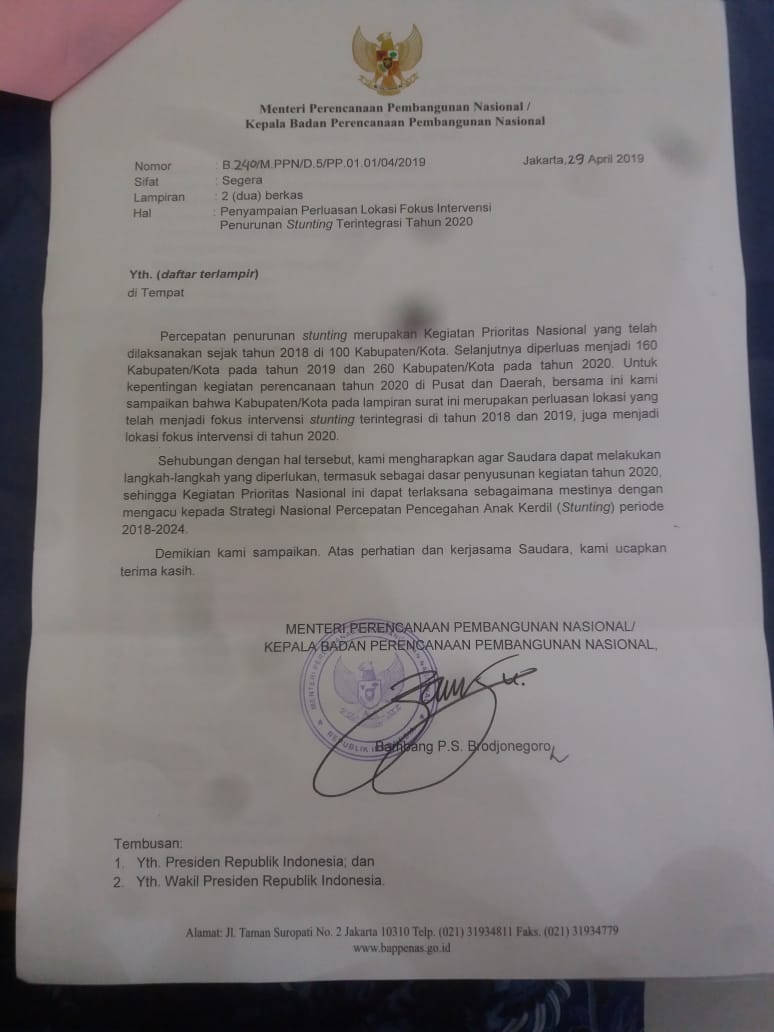 Menteri Perencanaan Pembangunan Nasional /
Kepala Badan Perencanaan Pembangunan Nasional
Nomor : B.240/M.PPN/D.5/PP.01.01/04/2019 Jakarta, 29 April 2019
Sifat : Segera
Lampiran : 2 (dua) berkas
Hal : Penyampaian Perluasan Lokasi Fokus Intervensi
Penurunan Stunting Terintegrasi Tahun 2020
Yth. (daftar terlampir)
di Tempat
Percepatan penurunan stunting merupakan Kegiatan Prioritas Nasional yang telah
dilaksanakan sejak tahun 2018 di 100 Kabupaten/Kota. Selanjutnya diperluas menjadi 160
Kabupaten/Kota pada tahun 2019 dan 260 Kabupaten/Kota pada tahun 2020. Untuk
kepentingan kegiatan perencanaan tahun 2020 di Pusat dan Daerah, bersama ini kami
sampaikan bahwa Kabupaten/Kota pada lampiran surat ini merupakan perluasan lokasi yang
telah menjadi fokus intervensi stunting terintegrasi di tahun 2018 dan 2019, juga menjadi
lokasi fokus intervensi di tahun 2020.
Sehubungan dengan hal tersebut, kami mengharapkan agar Saudara dapat melakukan
langkah-langkah yang diperlukan, termasuk sebagai dasar penyusunan kegiatan tahun 2020,
sehingga Kegiatan Prioritas Nasional ini dapat terlaksana sebagaimana mestinya dengan
mengacu kepada Strategi Nasional Percepatan Pencegahan Anak Kerdil (Stunting) periode
2018-2024.
Demikian kami sampaikan. Atas perhatian dan kerjasama Saudara, kami ucapkan
terima kasih.
MENTERI PERENCANAAN PEMBANGUNAN NASIONAL/
KEPALA BADAN PERENCANAAN PEMBANGUNAN NASIONAL,
Bambang P.S. Brodjonegoro
Tembusan:
1. Yth. Presiden Republik Indonesia; dan
2. Yth. Wakil Presiden Republik Indonesia.
Alamat: Jl. Taman Suropati No. 2 Jakarta 10310 Telp. (021) 31934811 Faks. (021) 31934779
www.bappenas.go.id